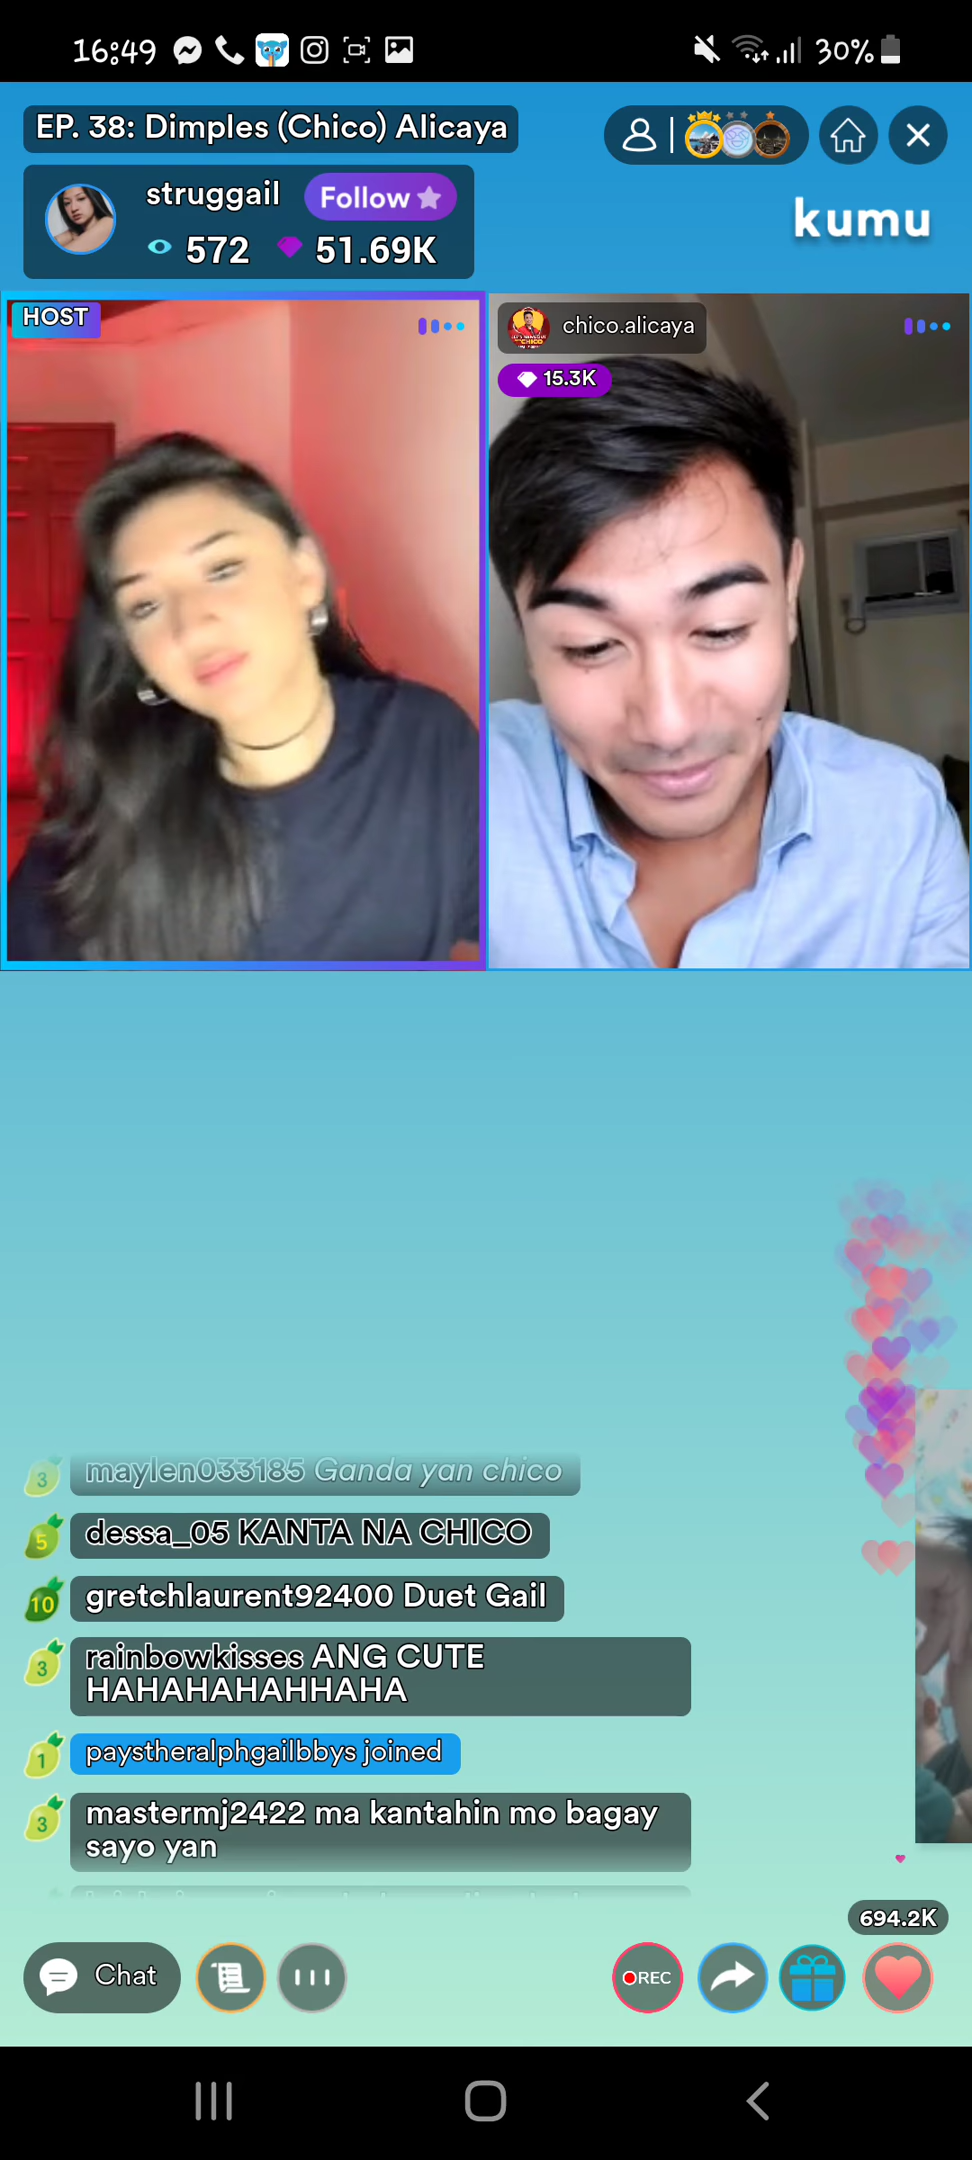 16:49
30%
EP. 38: Dimples (Chico) Alicaya
struggail
Follow
572
51.69K
kumu
HOST
chico.alicaya
15.3K
3
maylen033185 Ganda yan chico
5
dessa_05 KANTA NA CHICO
10
gretchlaurent92400 Duet Gail
3
rainbowkisses ANG CUTE
HAHAHAHAHHAHA
1
paystheralphgailbbys joined
3
mastermj2422 ma kantahin mo bagay
sayo yan
694.2K
Chat
REC